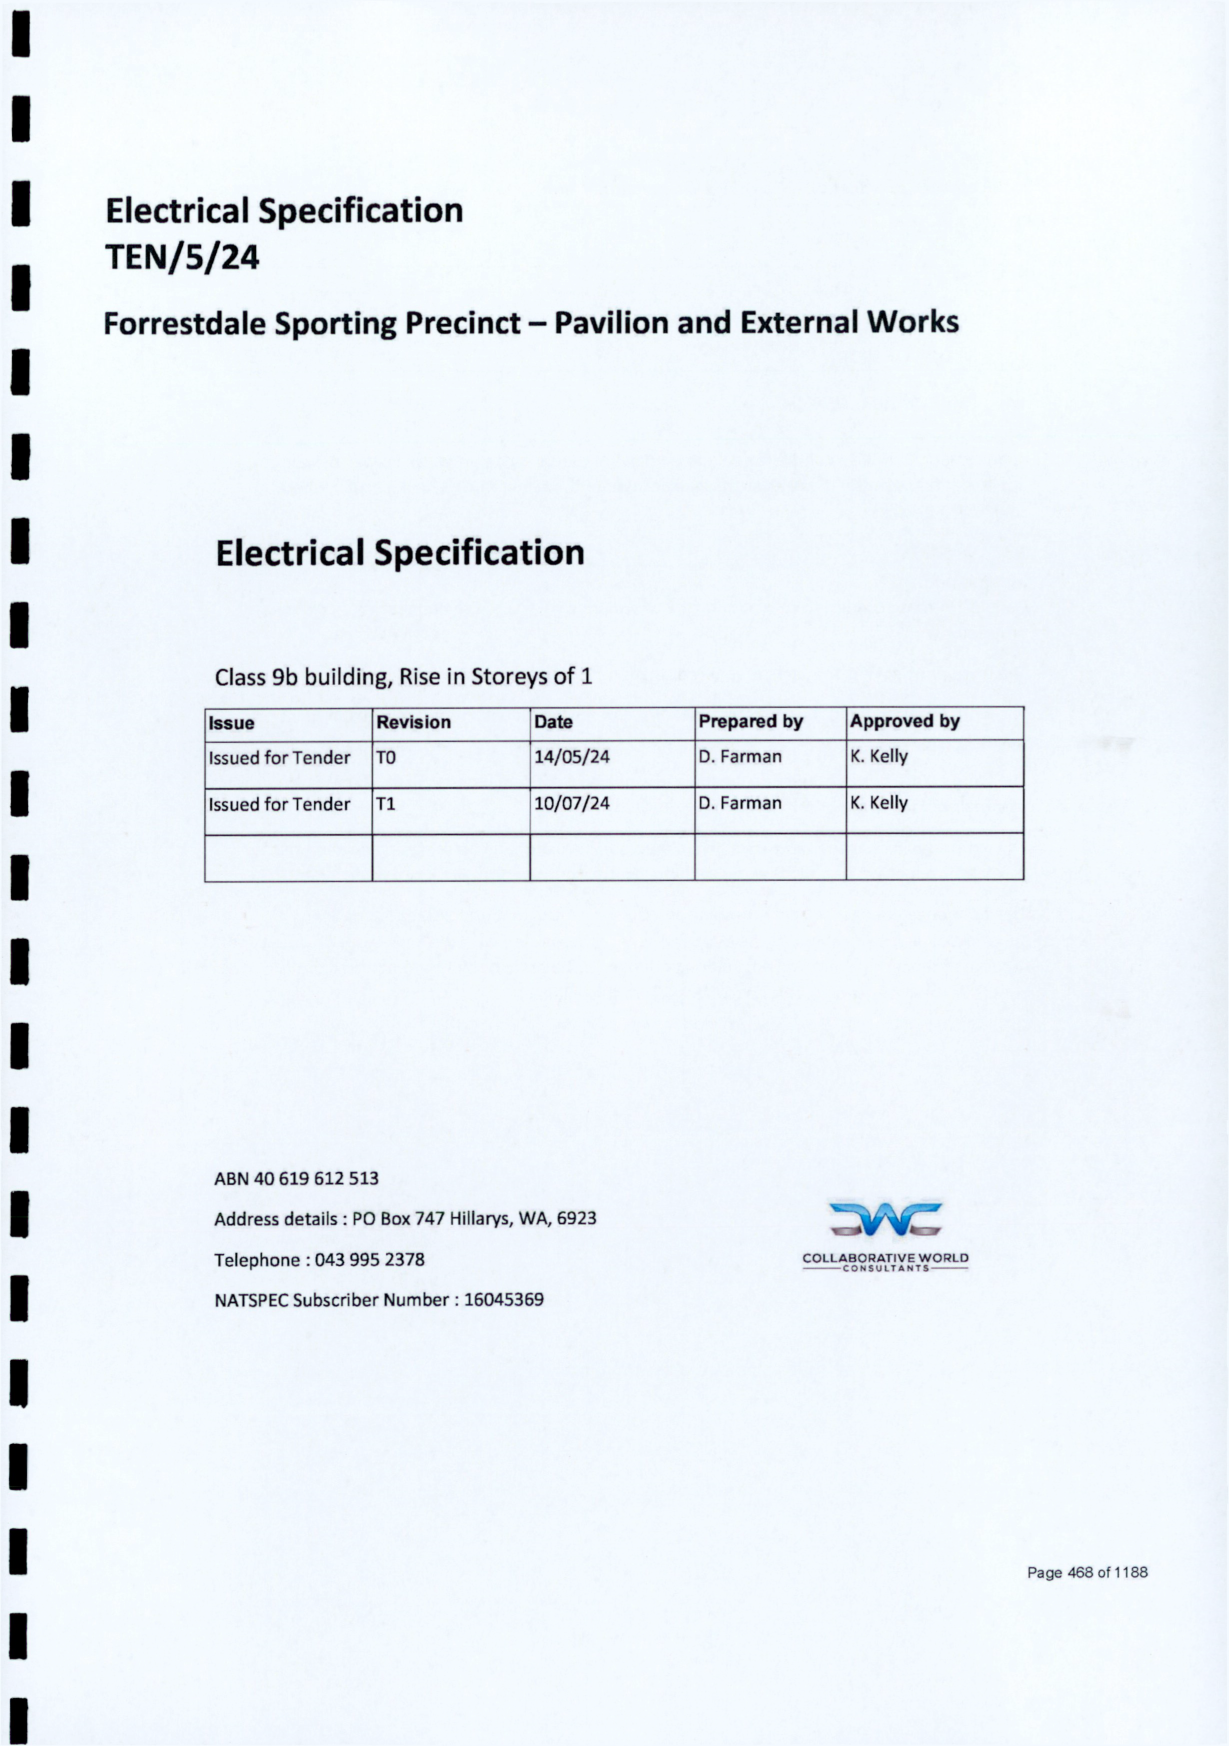 Electrical Specification
TEN/5/24
Forrestdale Sporting Precinct – Pavilion and External Works
Electrical Specification
Class 9b building, Rise in Storeys of 1
Issue Revision Date Prepared by Approved by
Issued for Tender T0 14/05/24 D. Farman K. Kelly
Issued for Tender T1 10/07/24 D. Farman K. Kelly
ABN 40 619 612 513
Address details : PO Box 747 Hillarys, WA, 6923
Telephone : 043 995 2378
NATSPEC Subscriber Number : 16045369
CWC
COLLABORATIVE WORLD
CONSULTANTS
Page 468 of 1188